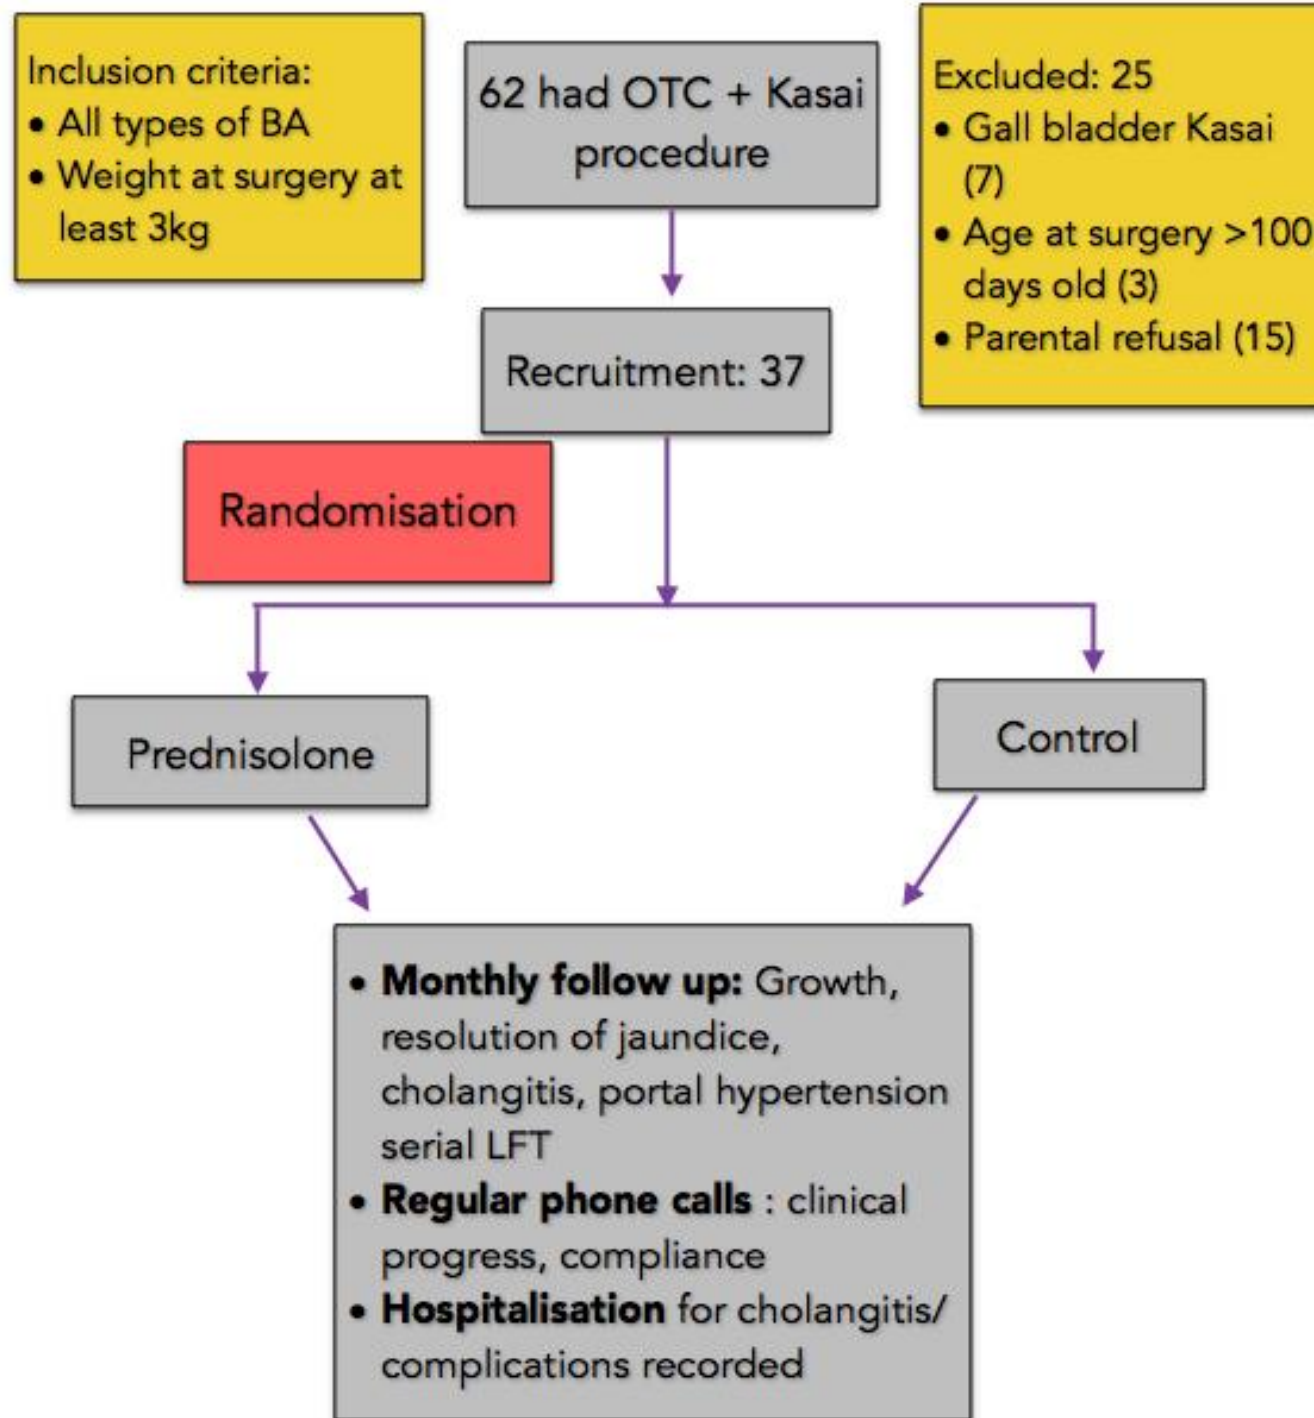 Inclusion criteria:
• All types of BA
• Weight at surgery at
least 3kg
62 had OTC + Kasai
procedure
Excluded: 25
• Gall bladder Kasai
(7)
• Age at surgery >100
days old (3)
• Parental refusal (15)
Recruitment: 37
Randomisation
Prednisolone
Control
• Monthly follow up: Growth,
resolution of jaundice,
cholangitis, portal hypertension
serial LFT
• Regular phone calls : clinical
progress, compliance
• Hospitalisation for cholangitis/
complications recorded